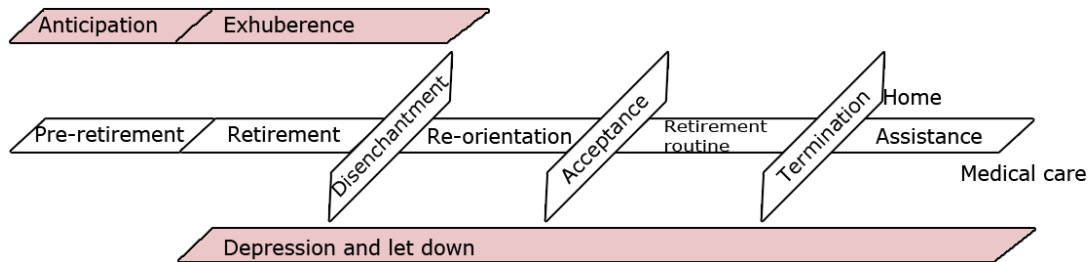 Anticipation
Exhuberence
Pre-retirement
Retirement
Disenchantment
Re-orientation
Acceptance
Retirement
routine
Termination
Home
Assistance
Medical care
Depression and let down